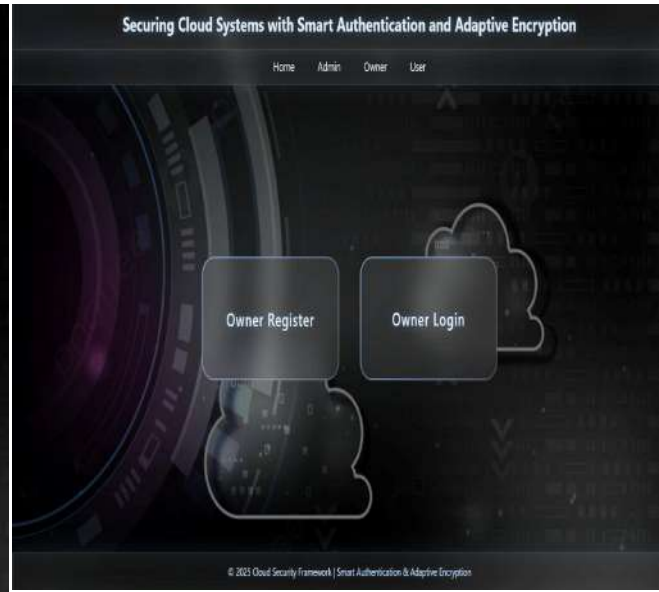 Securing Cloud Systems with Smart Authentication and Adaptive Encryption
Home Admin Owner User
Owner Register Owner Login
© 2025 Cloud Security Framework | Smart Authentication & Adaptive Encryption